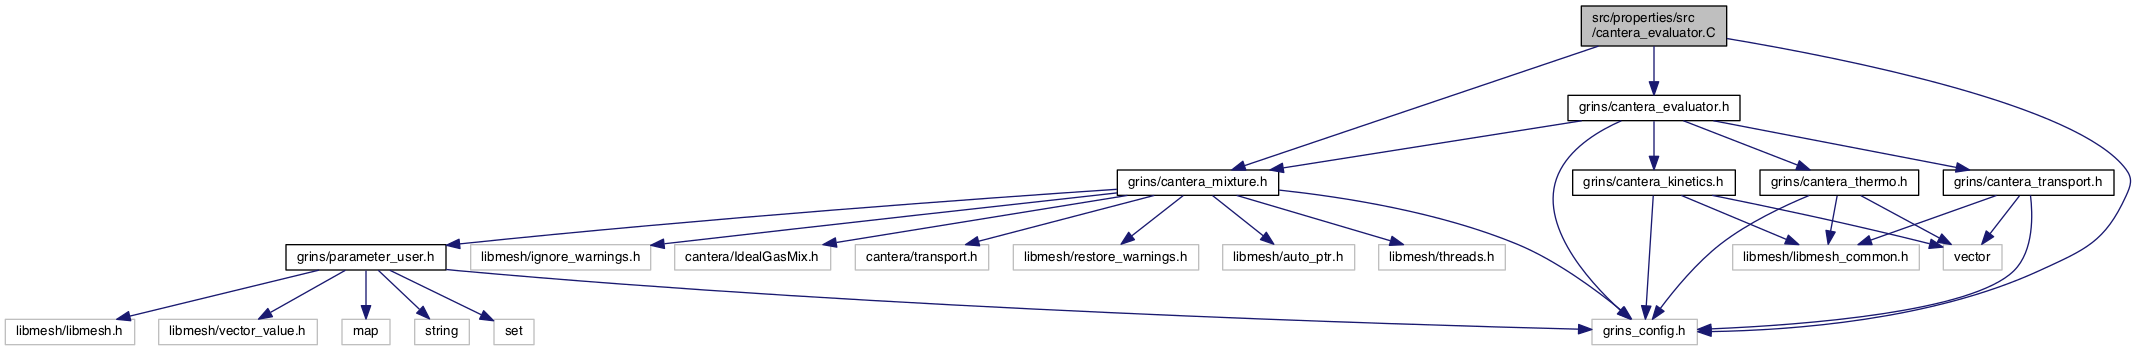 src/properties/src
/cantera_evaluator.C
grins/cantera_evaluator.h
grins/cantera_mixture.h
grins/cantera_kinetics.h
grins/cantera_thermo.h
grins/cantera_transport.h
grins/parameter_user.h
libmesh/ignore_warnings.h
cantera/IdealGasMix.h
cantera/transport.h
libmesh/restore_warnings.h
libmesh/auto_ptr.h
libmesh/threads.h
libmesh/libmesh_common.h
vector
libmesh/libmesh.h
libmesh/vector_value.h
map
string
set
grins_config.h